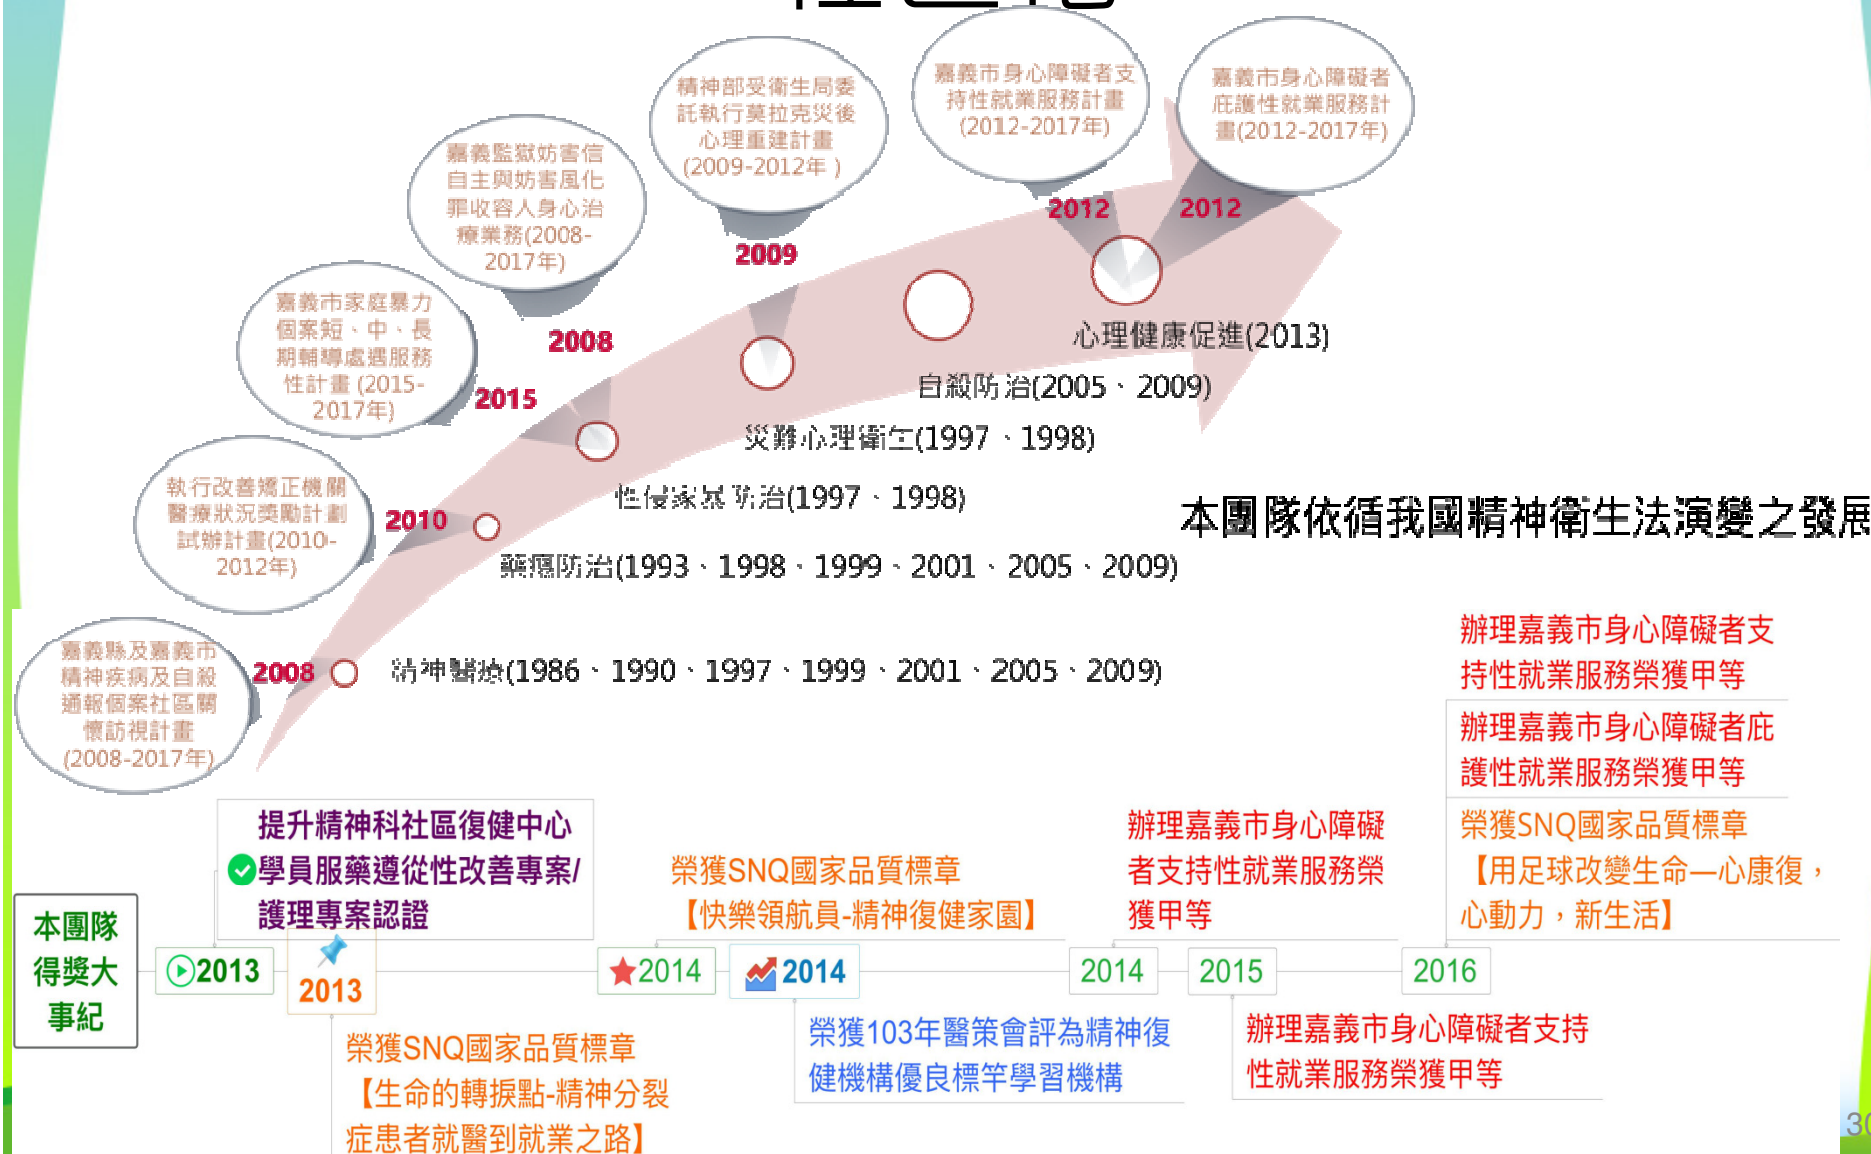 嘉義市身心障礙者支
持性就業服務計畫
(2012-2017年)
嘉義市身心障礙者
庇護性就業服務計
畫(2012-2017年)
精神部受衛生局委
託執行莫拉克災後
心理重建計畫
(2009-2012年 )
嘉義監獄妨害信
自主與妨害風化
罪收容人身心治
療業務(2008-
2017年)
嘉義市家庭暴力
個案短、中、長
期輔導處遇服務
性計畫 (2015-
2017年)
執行改善矯正機關
醫療狀況獎勵計劃
試辦計畫(2010-
2012年)
嘉義縣及嘉義市
精神疾病及自殺
通報個案社區關
懷訪視計畫
(2008-2017年)
2012
2012
2009
2008
2015
2010
2008
心理健康促進(2013)
自殺防治(2005、2009)
災難心理衛生(1997、1998)
性侵家暴防治(1997、1998)
藥癮防治(1993、1998、1999、2001、2005、2009)
精神醫療(1986、1990、1997、1999、2001、2005、2009)
本團隊依循我國精神衛生法演變之發展
本團隊
得獎大
事紀
提升精神科社區復健中心
學員服藥遵從性改善專案/
護理專案認證
2013
2013
榮獲SNQ國家品質標章
【生命的轉捩點-精神分裂
症患者就醫到就業之路】
榮獲SNQ國家品質標章
【快樂領航員-精神復健家園】
2014
2014
榮獲103年醫策會評為精神復
健機構優良標竿學習機構
辦理嘉義市身心障礙
者支持性就業服務榮
獲甲等
2014
2015
辦理嘉義市身心障礙者支持
性就業服務榮獲甲等
辦理嘉義市身心障礙者支
持性就業服務榮獲甲等
辦理嘉義市身心障礙者庇
護性就業服務榮獲甲等
榮獲SNQ國家品質標章
【用足球改變生命—心康復，
心動力，新生活】
2016